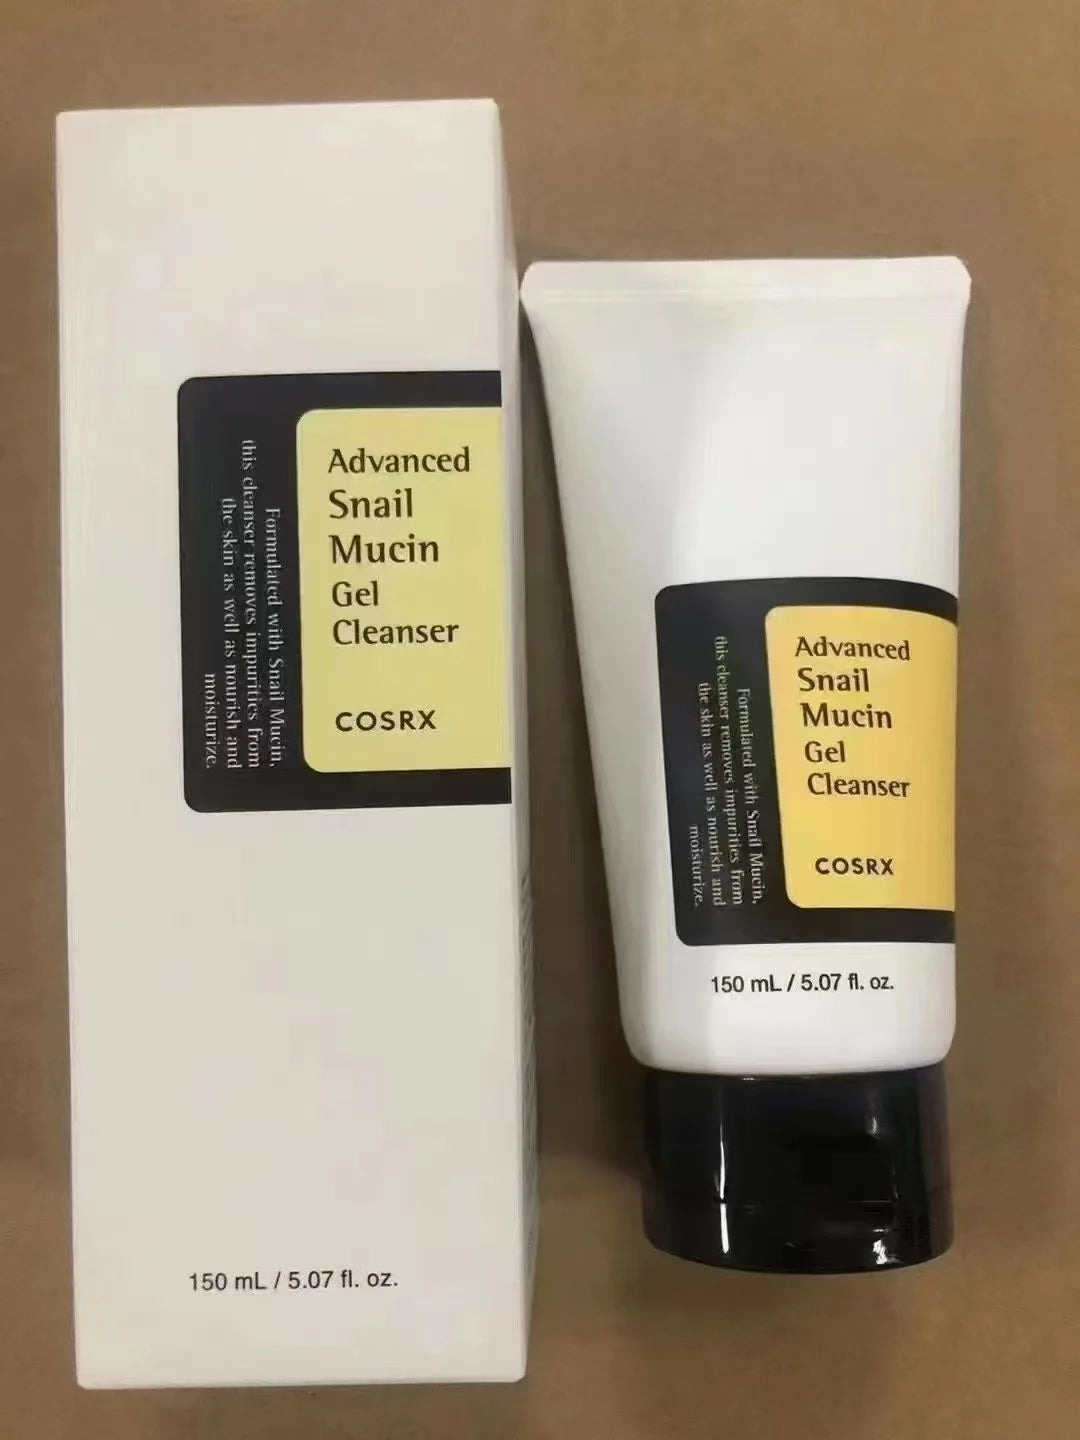 Advanced
Snail
Mucin
Gel
Cleanser
COSRX
Formulated with Snail Mucin,
this cleanser removes impurities from
the skin as well as nourish and
moisturize.
150 mL / 5.07 fl. oz.
Advanced
Snail
Mucin
Gel
Cleanser
COSRX
Formulated with Snail Mucin,
this cleanser removes impurities from
the skin as well as nourish and
moisturize.
150 mL / 5.07 fl. oz.